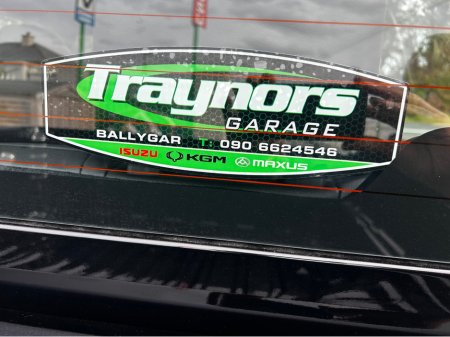 Traynors
GARAGE
BALLYGAR T: 090 6624546
ISUZU KGM MAXUS